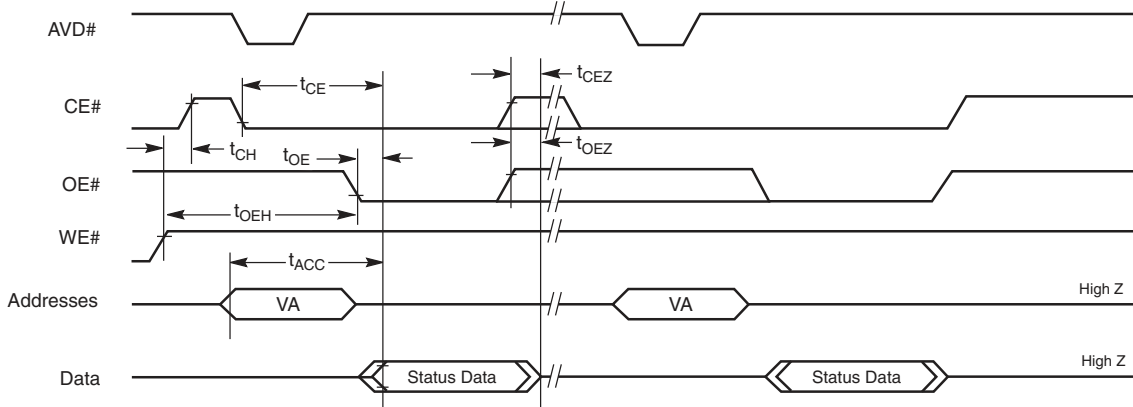 AVD#
tCEZ
tCE
CE#
tCH
tOE
tOEZ
OE#
tOEH
WE#
tACC
Addresses
VA
VA
High Z
Data
Status Data
Status Data
High Z